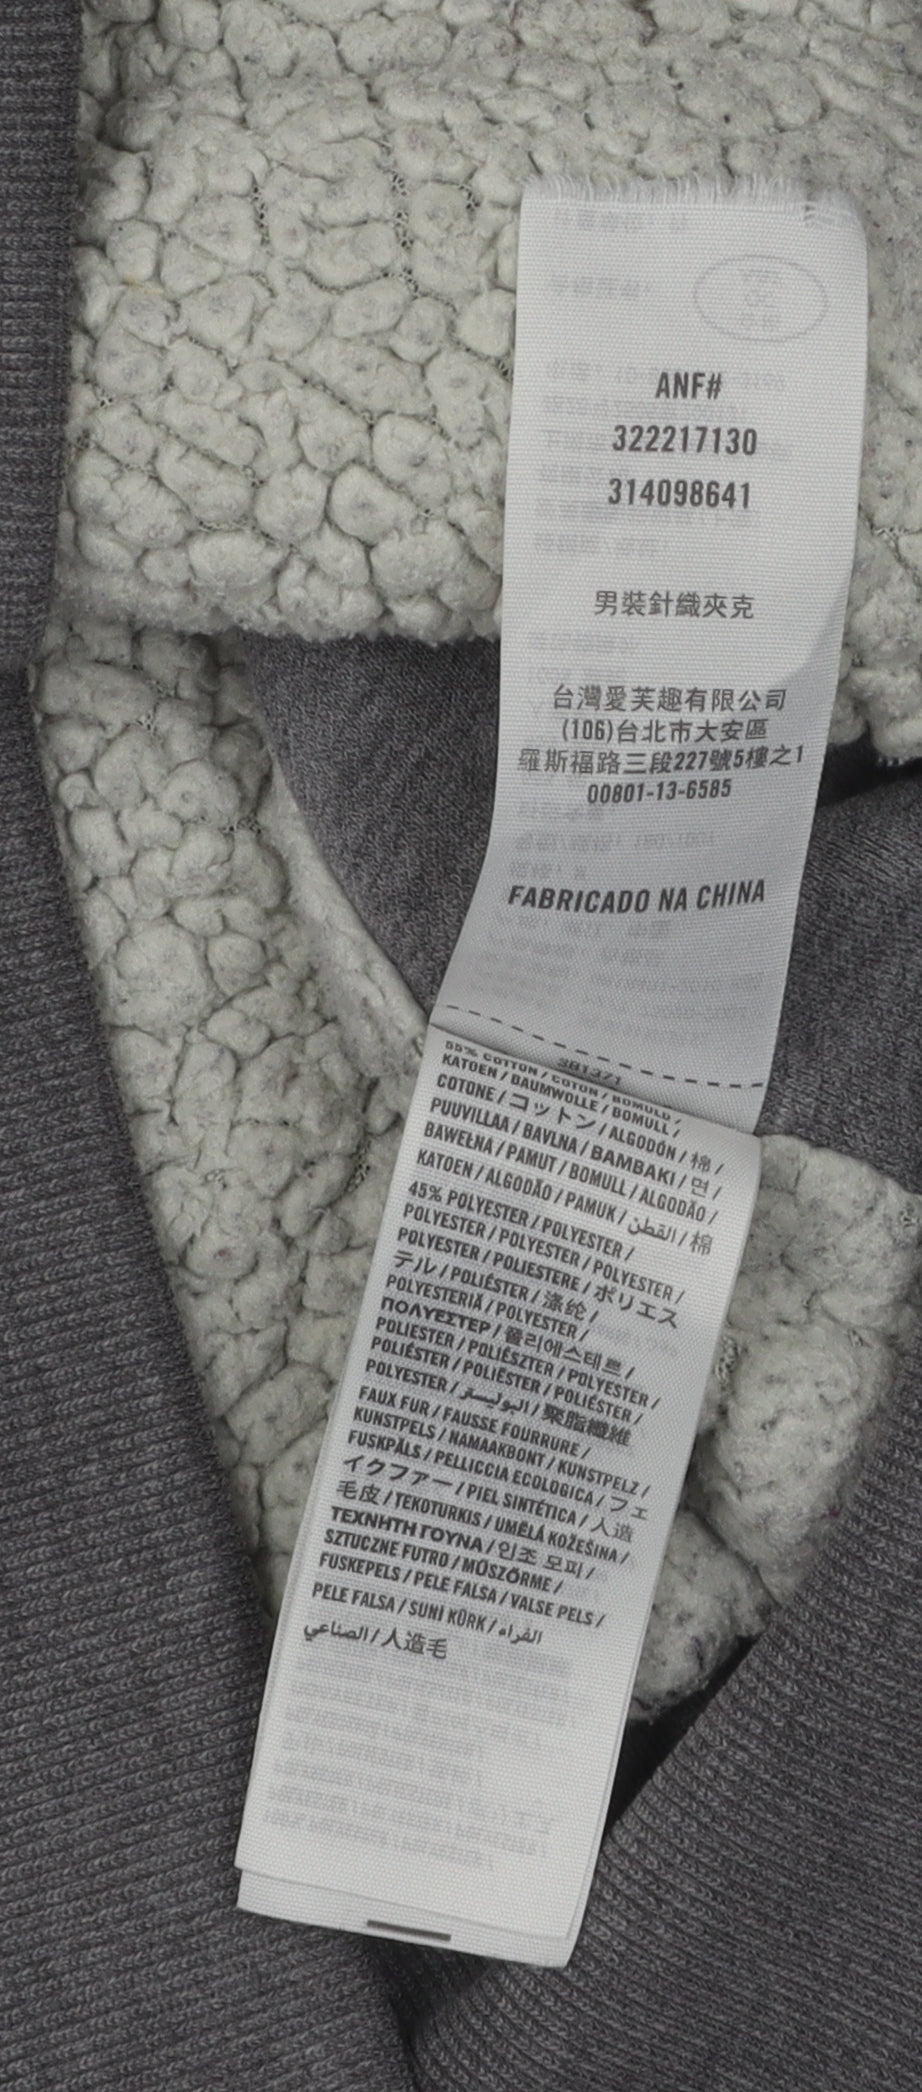 ANF#
322217130
314098641
男裝針織夾克
台灣愛芙趣有限公司
(106)台北市大安區
羅斯福路三段227號5樓之1
00801-13-6585
FABRICADO NA CHINA
381371
55% COTTON / COTON / BOMULD /
KATOEN / BAUMWOLLE / BOMULL /
COTONE / コットン / ALGODÓN / 棉 /
PUUVILLAA / BAVLNA / BAMBAKI / 면 /
BAWEŁNA / PAMUT / BOMULL / ALGODÃO /
KATOEN / ALGODÃO / PAMUK / القطن / 棉
45% POLYESTER / POLYESTER /
POLYESTER / POLYESTER / POLYESTER /
POLYESTER / POLIESTERE / ポリエス
テル / POLIÉSTER / 涤纶 /
POLYESTERIÄ / POLYESTER /
ΠΟΛΥΕΣΤΕΡ / 폴리에스테르 /
POLIESTER / POLIÉSZTER / POLYESTER /
POLIÉSTER / POLIËSTER / POLIÉSTER /
POLYESTER / البوليستر / 聚脂纖維
FAUX FUR / FAUSSE FOURRURE /
KUNSTPELS / NAMAAKBONT / KUNSTPELZ /
FUSKPÄLS / PELLICCIA ECOLOGICA / フェ
イクファー / PIEL SINTÉTICA / 人造
毛皮 / TEKOTURKIS / UMĚLÁ KOŽEŠINA /
ΤΕΧΝΗΤΗ ΓΟΥΝΑ / 인조 모피 /
SZTUCZNE FUTRO / MŰSZŐRME /
FUSKEPELS / PELE FALSA / VALSE PELS /
PELE FALSA / SUNI KÜRK / الفراء
الصناعي / 人造毛